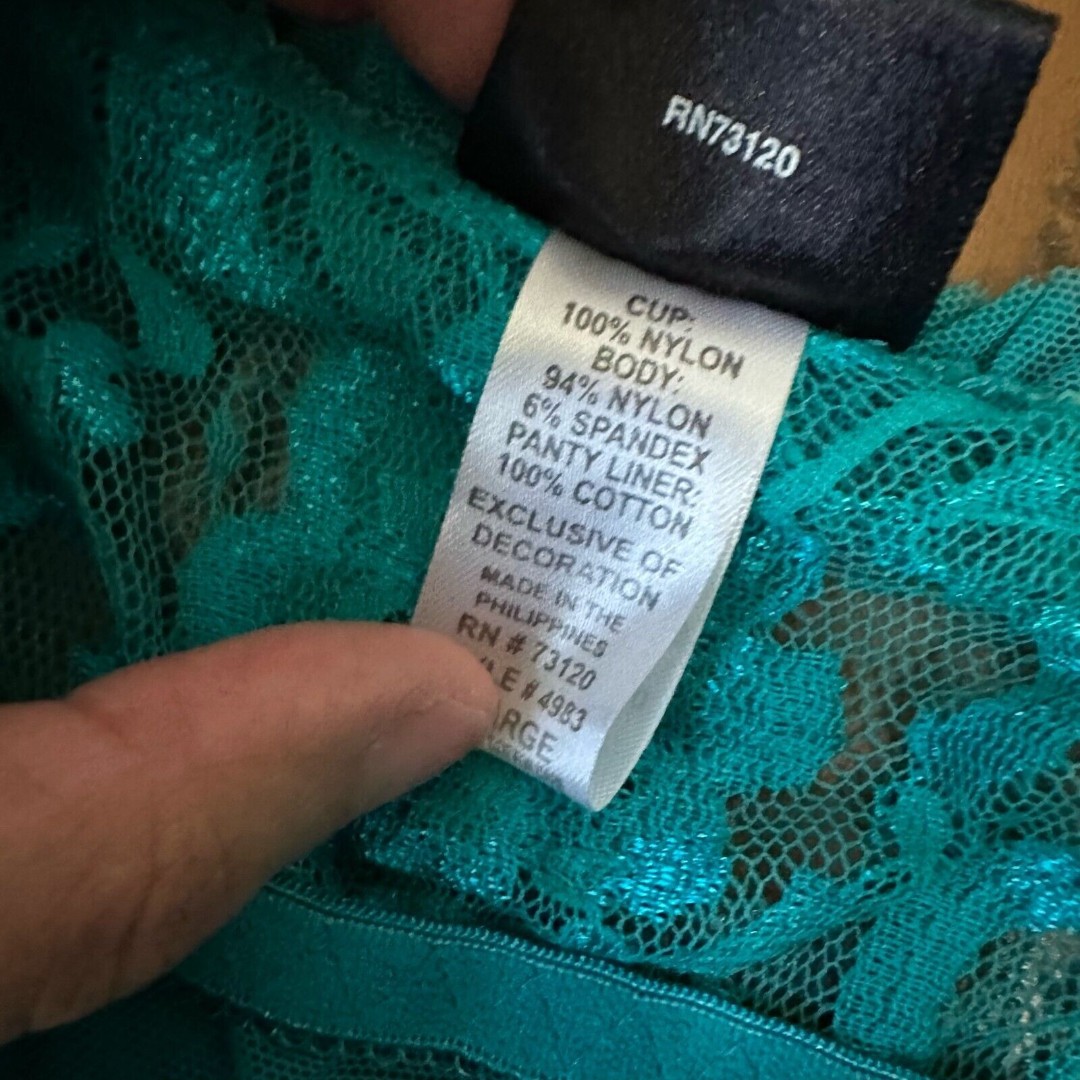 RN73120
CUP:
100% NYLON
BODY:
94% NYLON
6% SPANDEX
PANTY LINER:
100% COTTON
EXCLUSIVE OF
DECORATION
MADE IN THE
PHILIPPINES
RN # 73120
# 4983